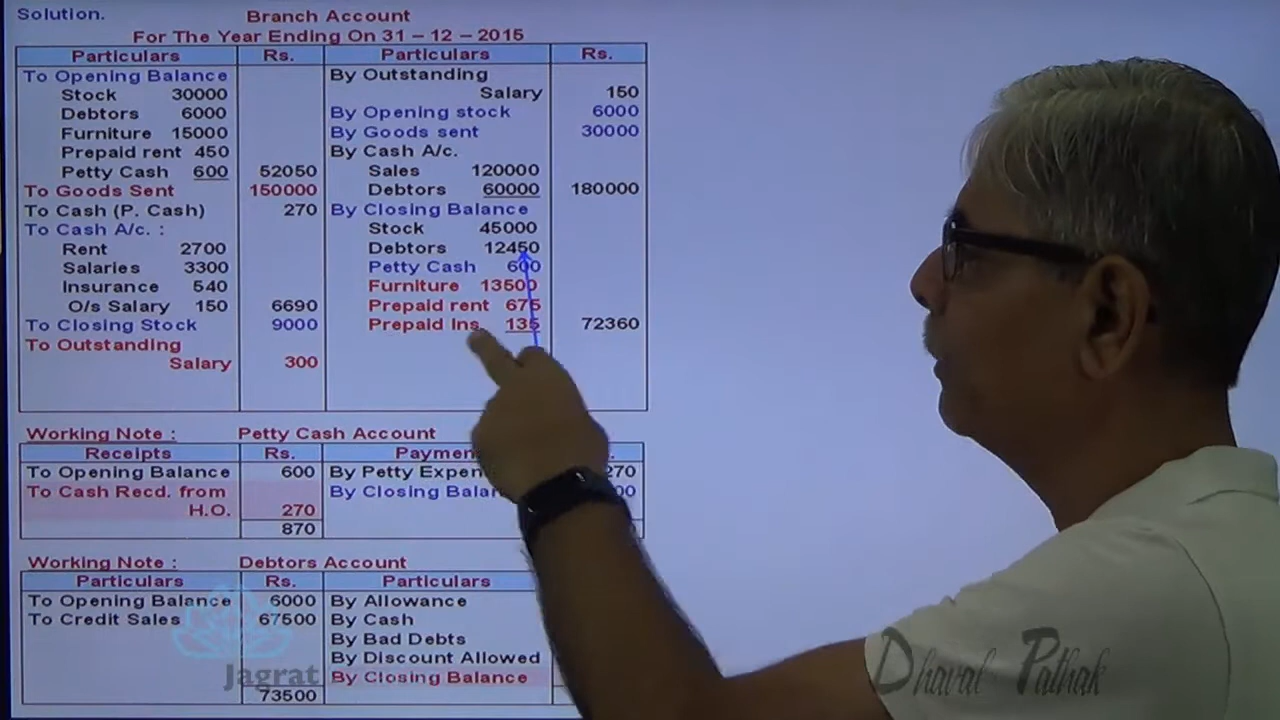 Solution.
Branch Account
For The Year Ending On 31 – 12 – 2015
Particulars Rs. Particulars Rs.
To Opening Balance By Outstanding
Stock 30000 Salary 150
Debtors 6000 By Opening stock 6000
Furniture 15000 By Goods sent 30000
Prepaid rent 450 By Cash A/c.
Petty Cash 600 52050 Sales 120000
To Goods Sent 150000 Debtors 60000 180000
To Cash (P. Cash) 270 By Closing Balance
To Cash A/c. : Stock 45000
Rent 2700 Debtors 12450
Salaries 3300 Petty Cash 600
Insurance 540 Furniture 13500
O/s Salary 150 6690 Prepaid rent 675
To Closing Stock 9000 Prepaid Ins. 135 72360
To Outstanding
Salary 300
Working Note : Petty Cash Account
Receipts Rs.
To Opening Balance 600 By Petty 270
To Cash Recd. from By Closing
H.O. 270
870
Working Note : Debtors Account
Particulars Rs. Particulars
To Opening Balance 6000 By Allowance
To Credit Sales 67500 By Cash
By Bad Debts
By Discount Allowed
By Closing Balance
73500
Jagrat
Dhaval Pathak